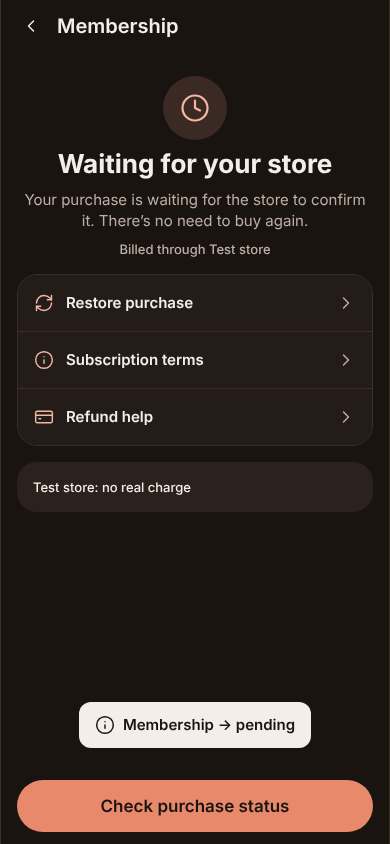 Membership
Waiting for your store
Your purchase is waiting for the store to confirm
it. There’s no need to buy again.
Billed through Test store
Restore purchase
Subscription terms
Refund help
Test store: no real charge
Membership → pending
Check purchase status